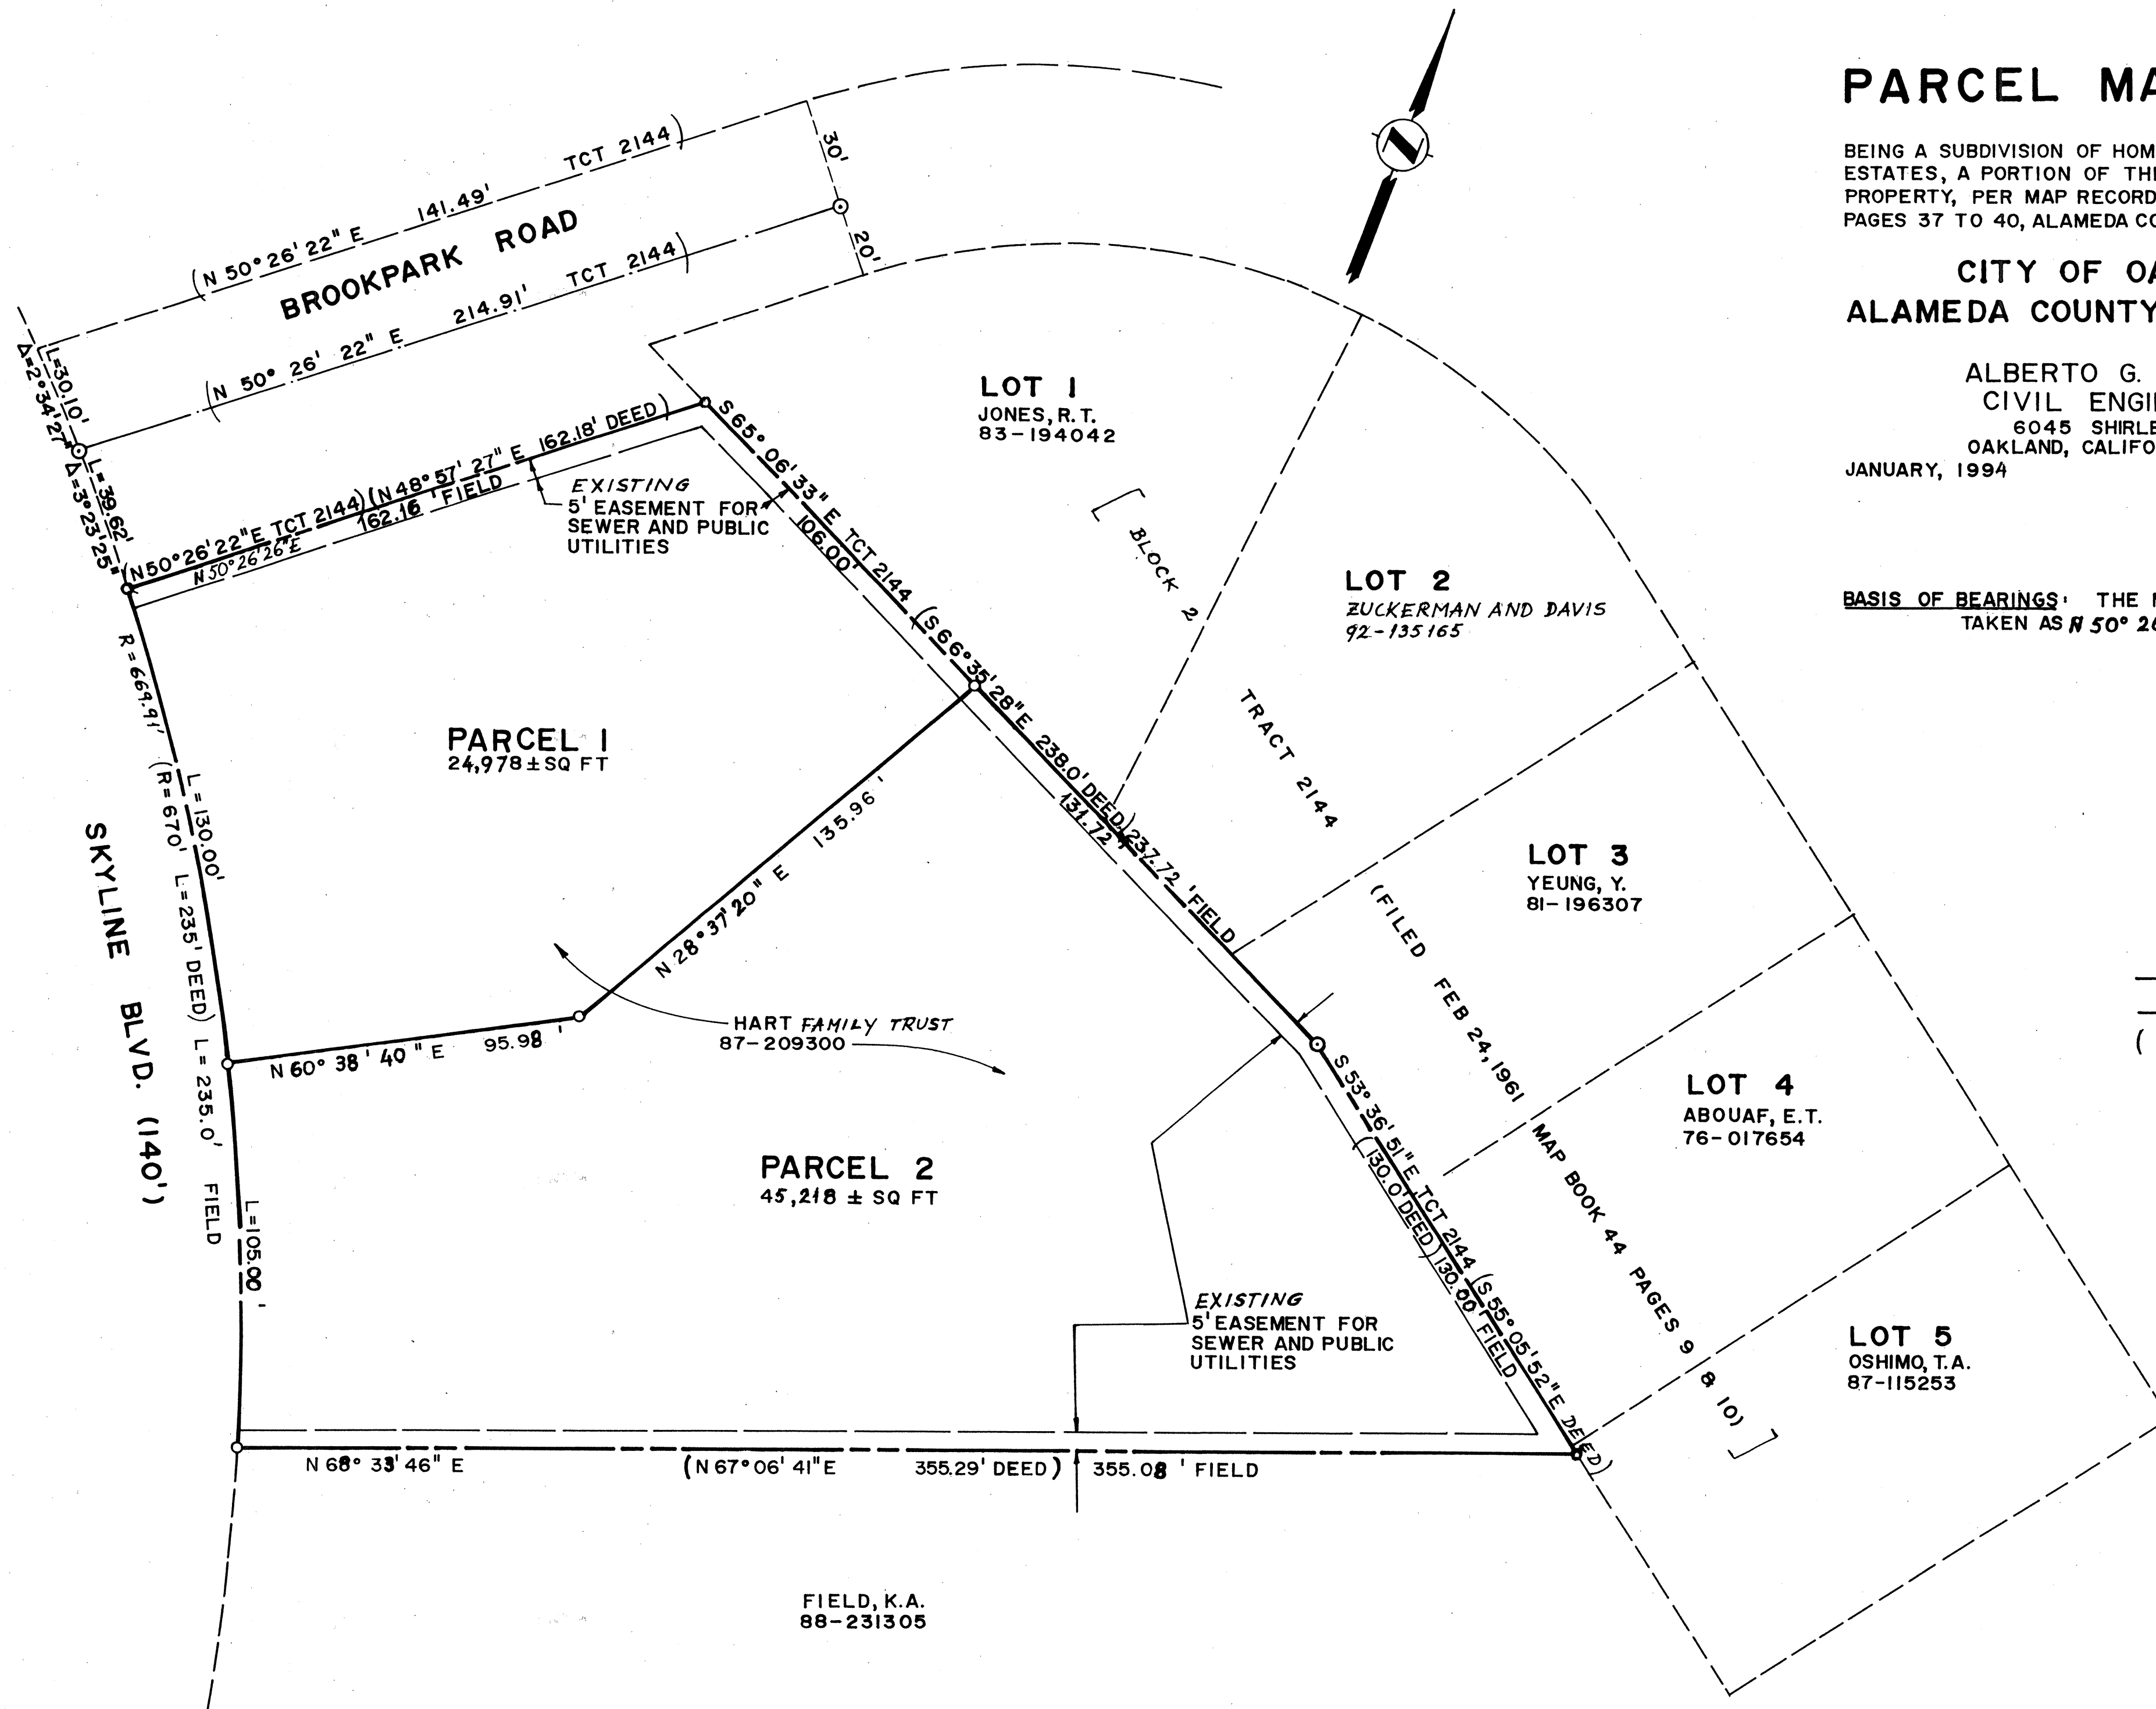 PARCEL MA
BEING A SUBDIVISION OF HOM
ESTATES, A PORTION OF TH
PROPERTY, PER MAP RECORD
PAGES 37 TO 40, ALAMEDA CO
CITY OF OA
ALAMEDA COUNTY
ALBERTO G.
CIVIL ENGI
6045 SHIRLE
OAKLAND, CALIFO
JANUARY, 1994
BASIS OF BEARINGS: THE
TAKEN AS N 50° 26
N
(N 50° 26' 22" E 141.49' TCT 2144)
BROOKPARK ROAD
(N 50° 26' 22" E 214.91' TCT 2144)
30'
20'
L=30.10'
Δ=2°34'27"
L=39.62'
Δ=3°23'25"
(N 50°26'22"E TCT 2144) (N 48°57'27"E 162.18' DEED)
N 50°26'26"E
162.16' FIELD
EXISTING
5' EASEMENT FOR
SEWER AND PUBLIC
UTILITIES
S 65° 06' 33" E TCT 2144 (S 66°35'28"E 238.0' DEED) 237.72' FIELD
106.00'
131.72'
LOT 1
JONES, R.T.
83-194042
[BLOCK 2
TRACT 2144
(FILED FEB 24, 1961
MAP BOOK 44 PAGES 9 & 10)]
LOT 2
ZUCKERMAN AND DAVIS
92-135165
LOT 3
YEUNG, Y.
81-196307
LOT 4
ABOUAF, E.T.
76-017654
LOT 5
OSHIMO, T.A.
87-115253
R=669.91' (R=670' L=235' DEED) L=235.0' FIELD
L=130.00'
PARCEL 1
24,978±SQ FT
N 28°37'20" E 135.96'
SKYLINE BLVD. (140')
HART FAMILY TRUST
87-209300
N 60° 38' 40" E 95.98'
PARCEL 2
45,218 ± SQ FT
L=105.00'
S 53° 36' 51" E TCT 2144 (S 55° 05' 52" E DEED)
(130.0' DEED) 130.00' FIELD
EXISTING
5' EASEMENT FOR
SEWER AND PUBLIC
UTILITIES
N 68° 33' 46" E (N 67° 06' 41" E 355.29' DEED) 355.08' FIELD
FIELD, K.A.
88-231305
(